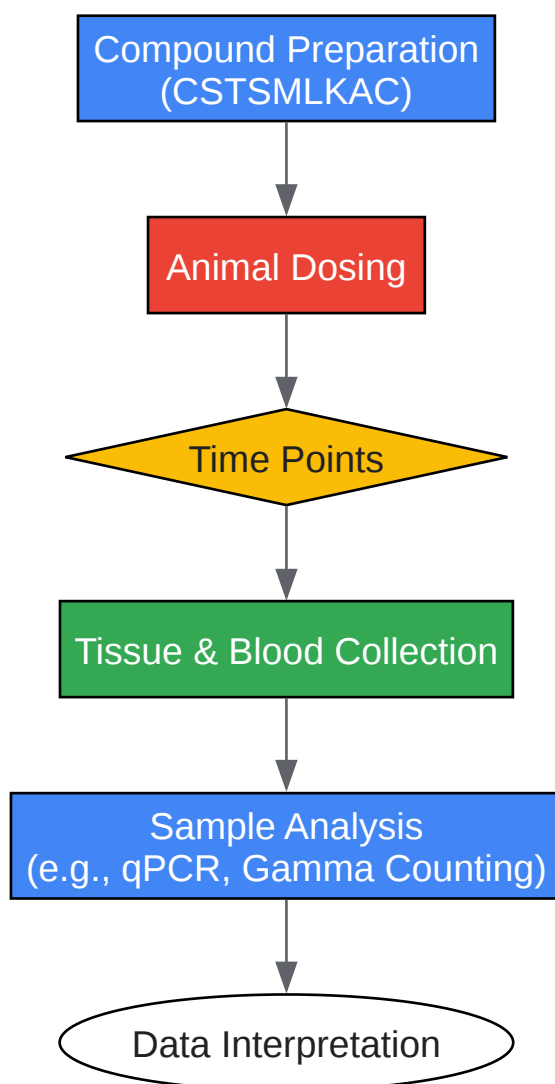 Compound Preparation
(CSTSMLKAC)
Animal Dosing
Time Points
Tissue & Blood Collection
Sample Analysis
(e.g., qPCR, Gamma Counting)
Data Interpretation